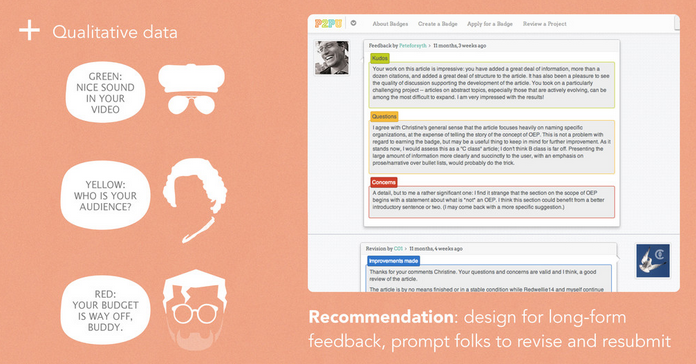 + Qualitative data
GREEN:
NICE SOUND
IN YOUR
VIDEO
YELLOW:
WHO IS YOUR
AUDIENCE?
RED:
YOUR BUDGET
IS WAY OFF,
BUDDY.
P2PU
About Badges Create a Badge Apply for a Badge Review a Project
Feedback by Peteforsyth › 11 months, 3 weeks ago
Kudos
Your work on this article is impressive: you have added a great deal of information, more than a
dozen citations, and added a great deal of structure to the article. It has also been a pleasure to see
the quality of discussion supporting the development of the article. You took on a particularly
challenging project -- articles on abstract topics, especially those that are actively evolving, can be
among the most difficult to expand. I am very impressed with the results!
Questions
I agree with Christine's general sense that the article focuses heavily on naming specific
organizations, at the expense of telling the story of the concept of OEP. This is not a problem with
regard to earning the badge, but may be a useful thing to keep in mind for further improvement. As it
stands now, I would assess this as a "C class" article; I don't think B class is far off. Presenting the
large amount of information more clearly and succinctly to the user, with an emphasis on
prose/narrative over bullet lists, would probably do the trick.
Concerns
A detail, but to me a rather significant one: I find it strange that the section on the scope of OEP
begins with a statement about what is *not* an OEP. I think this section could benefit from a better
introductory sentence or two. (I may come back with a more specific suggestion.)
Revision by CO1 › 11 months, 4 weeks ago
Improvements made
Thanks for your comments Christine. Your questions and concerns are valid and I think, a good
review of the article.
The article is by no means finished or in a stable condition while Redwellie14 and myself continue
Recommendation: design for long-form
feedback, prompt folks to revise and resubmit